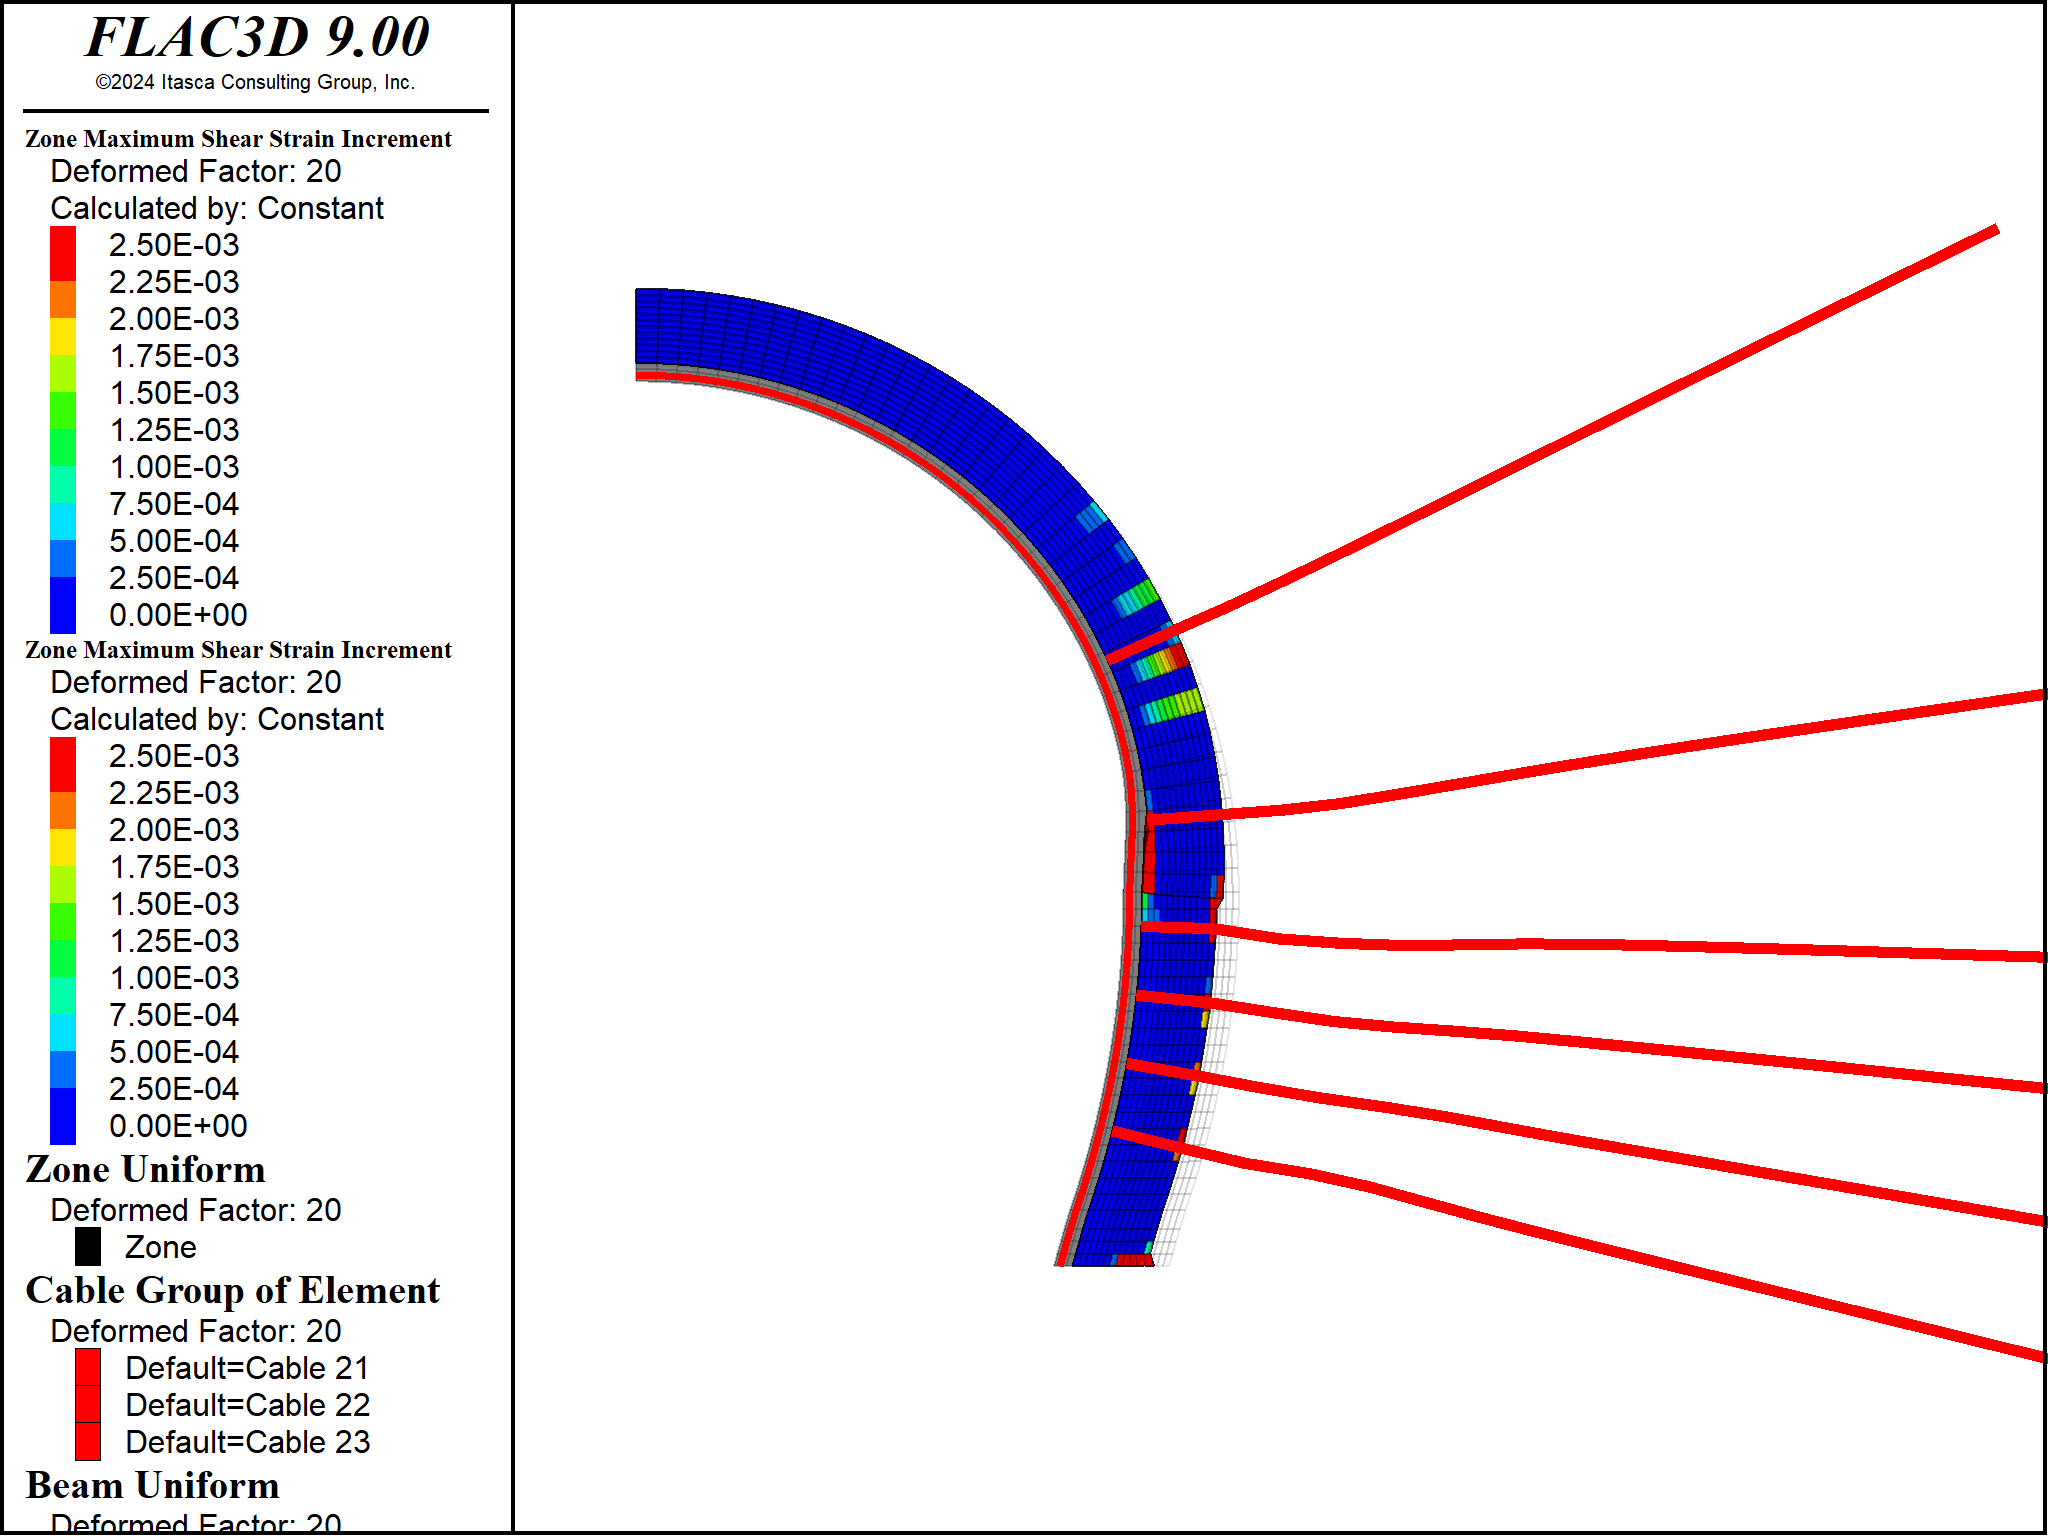 FLAC3D 9.00
©2024 Itasca Consulting Group, Inc.
Zone Maximum Shear Strain Increment
Deformed Factor: 20
Calculated by: Constant
2.50E-03
2.25E-03
2.00E-03
1.75E-03
1.50E-03
1.25E-03
1.00E-03
7.50E-04
5.00E-04
2.50E-04
0.00E+00
Zone Maximum Shear Strain Increment
Deformed Factor: 20
Calculated by: Constant
2.50E-03
2.25E-03
2.00E-03
1.75E-03
1.50E-03
1.25E-03
1.00E-03
7.50E-04
5.00E-04
2.50E-04
0.00E+00
Zone Uniform
Deformed Factor: 20
Zone
Cable Group of Element
Deformed Factor: 20
Default=Cable 21
Default=Cable 22
Default=Cable 23
Beam Uniform
Deformed Factor: 20